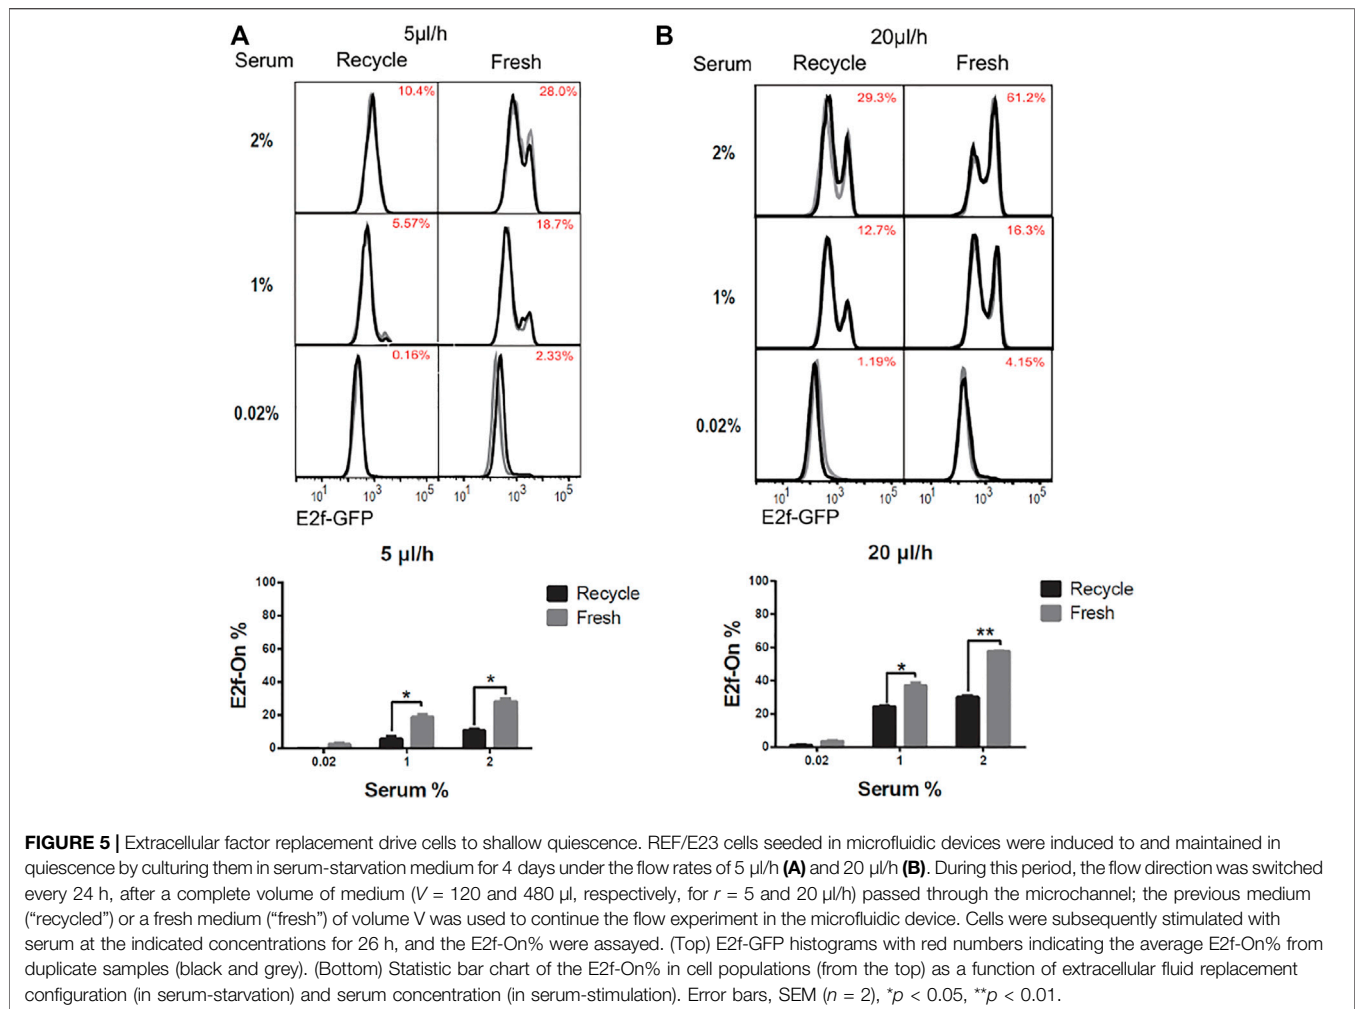 A
5µl/h
Serum
Recycle
Fresh
10.4%
28.0%
2%
5.57%
18.7%
1%
0.16%
2.33%
0.02%
10¹ 10³ 10⁵ 10¹ 10³ 10⁵
E2f-GFP
B
20µl/h
Serum
Recycle
Fresh
29.3%
61.2%
2%
12.7%
16.3%
1%
1.19%
4.15%
0.02%
10¹ 10³ 10⁵ 10¹ 10³ 10⁵
E2f-GFP
5 µl/h
100
80
60
40
20
0
E2f-On %
Recycle
Fresh
*
*
0.02 1 2
Serum %
20 µl/h
100
80
60
40
20
0
E2f-On %
Recycle
Fresh
*
**
0.02 1 2
Serum %
FIGURE 5 | Extracellular factor replacement drive cells to shallow quiescence. REF/E23 cells seeded in microfluidic devices were induced to and maintained in
quiescence by culturing them in serum-starvation medium for 4 days under the flow rates of 5 µl/h (A) and 20 µl/h (B). During this period, the flow direction was switched
every 24 h, after a complete volume of medium (V = 120 and 480 µl, respectively, for r = 5 and 20 µl/h) passed through the microchannel; the previous medium
(“recycled”) or a fresh medium (“fresh”) of volume V was used to continue the flow experiment in the microfluidic device. Cells were subsequently stimulated with
serum at the indicated concentrations for 26 h, and the E2f-On% were assayed. (Top) E2f-GFP histograms with red numbers indicating the average E2f-On% from
duplicate samples (black and grey). (Bottom) Statistic bar chart of the E2f-On% in cell populations (from the top) as a function of extracellular fluid replacement
configuration (in serum-starvation) and serum concentration (in serum-stimulation). Error bars, SEM (n = 2), *p < 0.05, **p < 0.01.